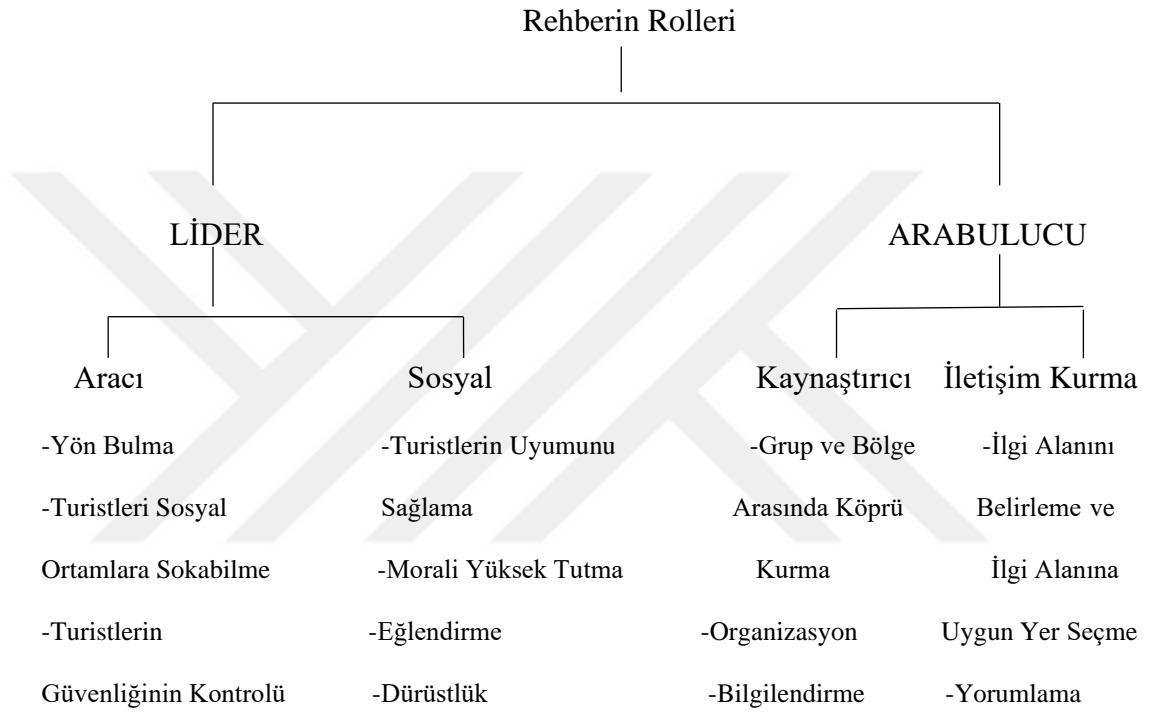 Rehberin Rolleri
LİDER
ARABULUCU
Aracı
-Yön Bulma
-Turistleri Sosyal
Ortamlara Sokabilme
-Turistlerin
Güvenliğinin Kontrolü
Sosyal
-Turistlerin Uyumunu
Sağlama
-Morali Yüksek Tutma
-Eğlendirme
-Dürüstlük
Kaynaştırıcı
-Grup ve Bölge
Arasında Köprü
Kurma
-Organizasyon
-Bilgilendirme
İletişim Kurma
-İlgi Alanını
Belirleme ve
İlgi Alanına
Uygun Yer Seçme
-Yorumlama